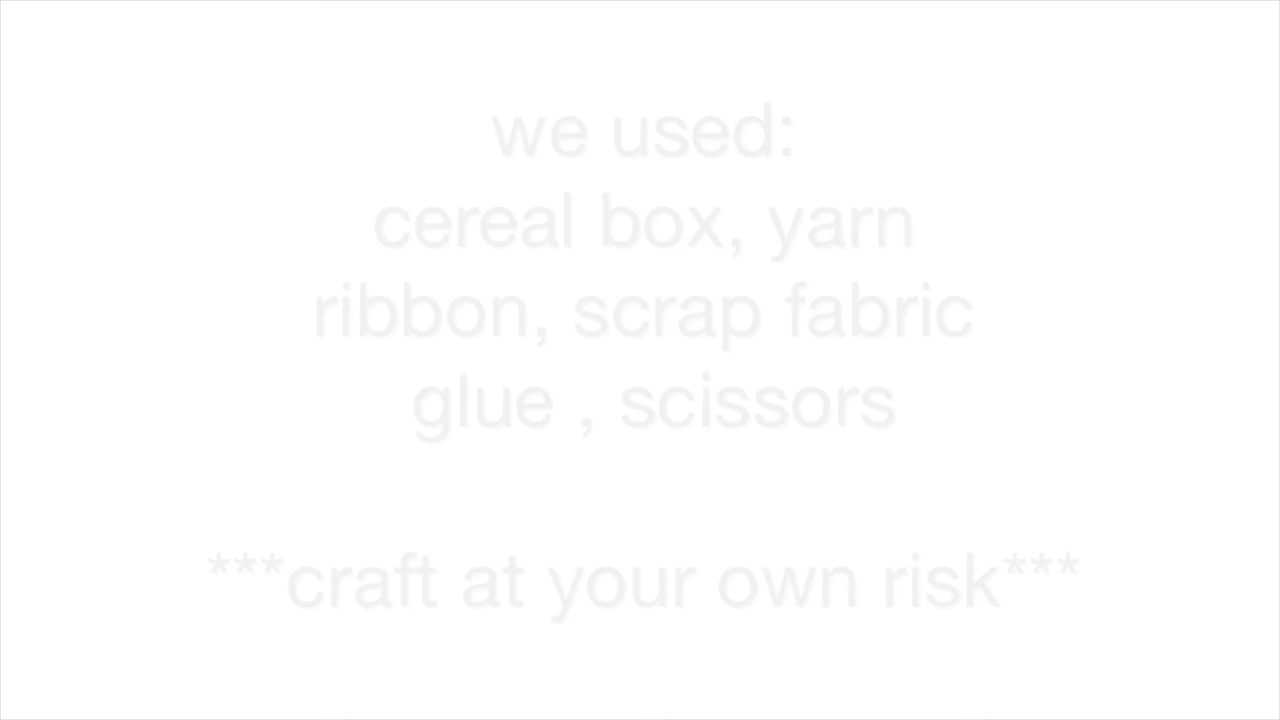 we used:
cereal box, yarn
ribbon, scrap fabric
glue , scissors
***craft at your own risk***